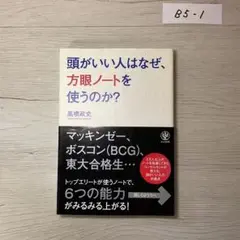 B5-1
頭がいい人はなぜ、
方眼ノートを
使うのか?
高橋政史
マッキンゼー、
ボスコン(BCG)、
東大合格生…
トップエリートが使うノートで、
6つの能力
がみるみる上がる!